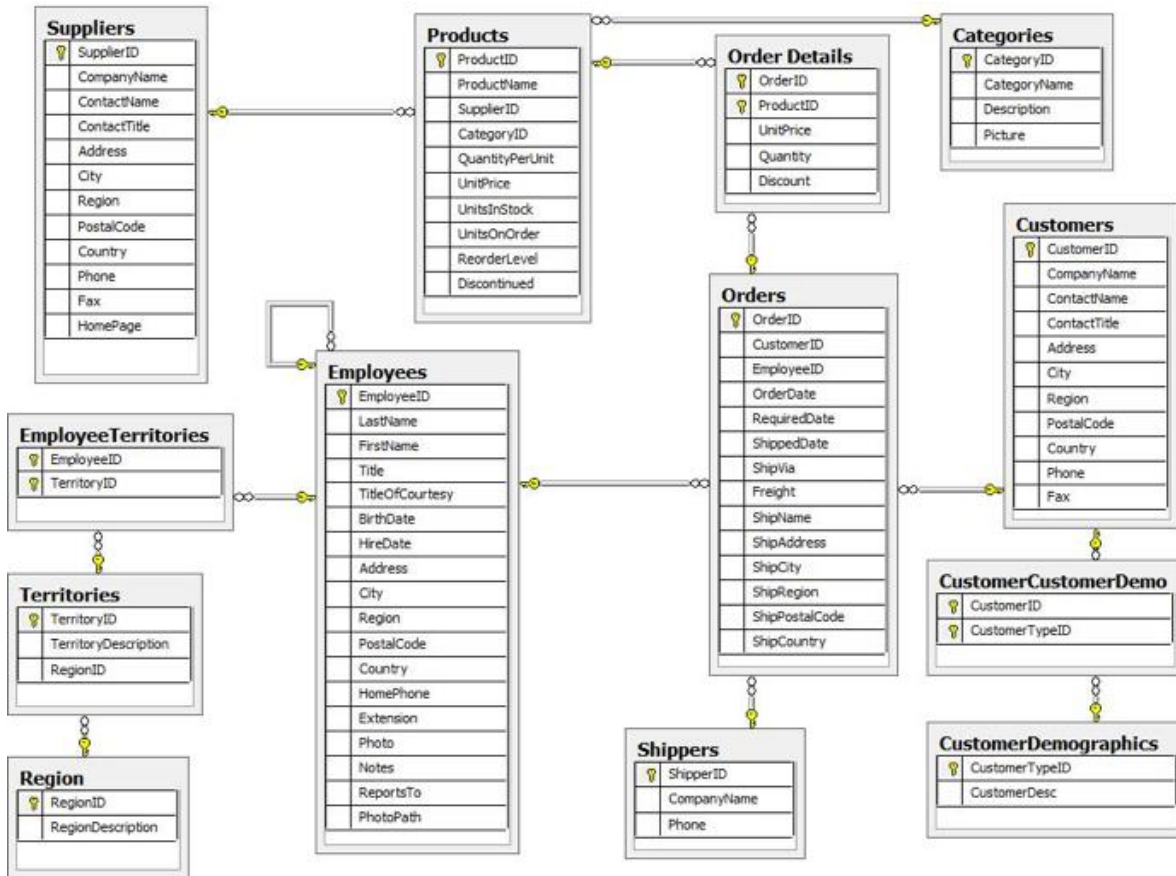 Suppliers
SupplierID
CompanyName
ContactName
ContactTitle
Address
City
Region
PostalCode
Country
Phone
Fax
HomePage
Products
ProductID
ProductName
SupplierID
CategoryID
QuantityPerUnit
UnitPrice
UnitsInStock
UnitsOnOrder
ReorderLevel
Discontinued
Order Details
OrderID
ProductID
UnitPrice
Quantity
Discount
Categories
CategoryID
CategoryName
Description
Picture
Employees
EmployeeID
LastName
FirstName
Title
TitleOfCourtesy
BirthDate
HireDate
Address
City
Region
PostalCode
Country
HomePhone
Extension
Photo
Notes
ReportsTo
PhotoPath
Orders
OrderID
CustomerID
EmployeeID
OrderDate
RequiredDate
ShippedDate
ShipVia
Freight
ShipName
ShipAddress
ShipCity
ShipRegion
ShipPostalCode
ShipCountry
Customers
CustomerID
CompanyName
ContactName
ContactTitle
Address
City
Region
PostalCode
Country
Phone
Fax
EmployeeTerritories
EmployeeID
TerritoryID
Territories
TerritoryID
TerritoryDescription
RegionID
Region
RegionID
RegionDescription
Shippers
ShipperID
CompanyName
Phone
CustomerCustomerDemo
CustomerID
CustomerTypeID
CustomerDemographics
CustomerTypeID
CustomerDesc